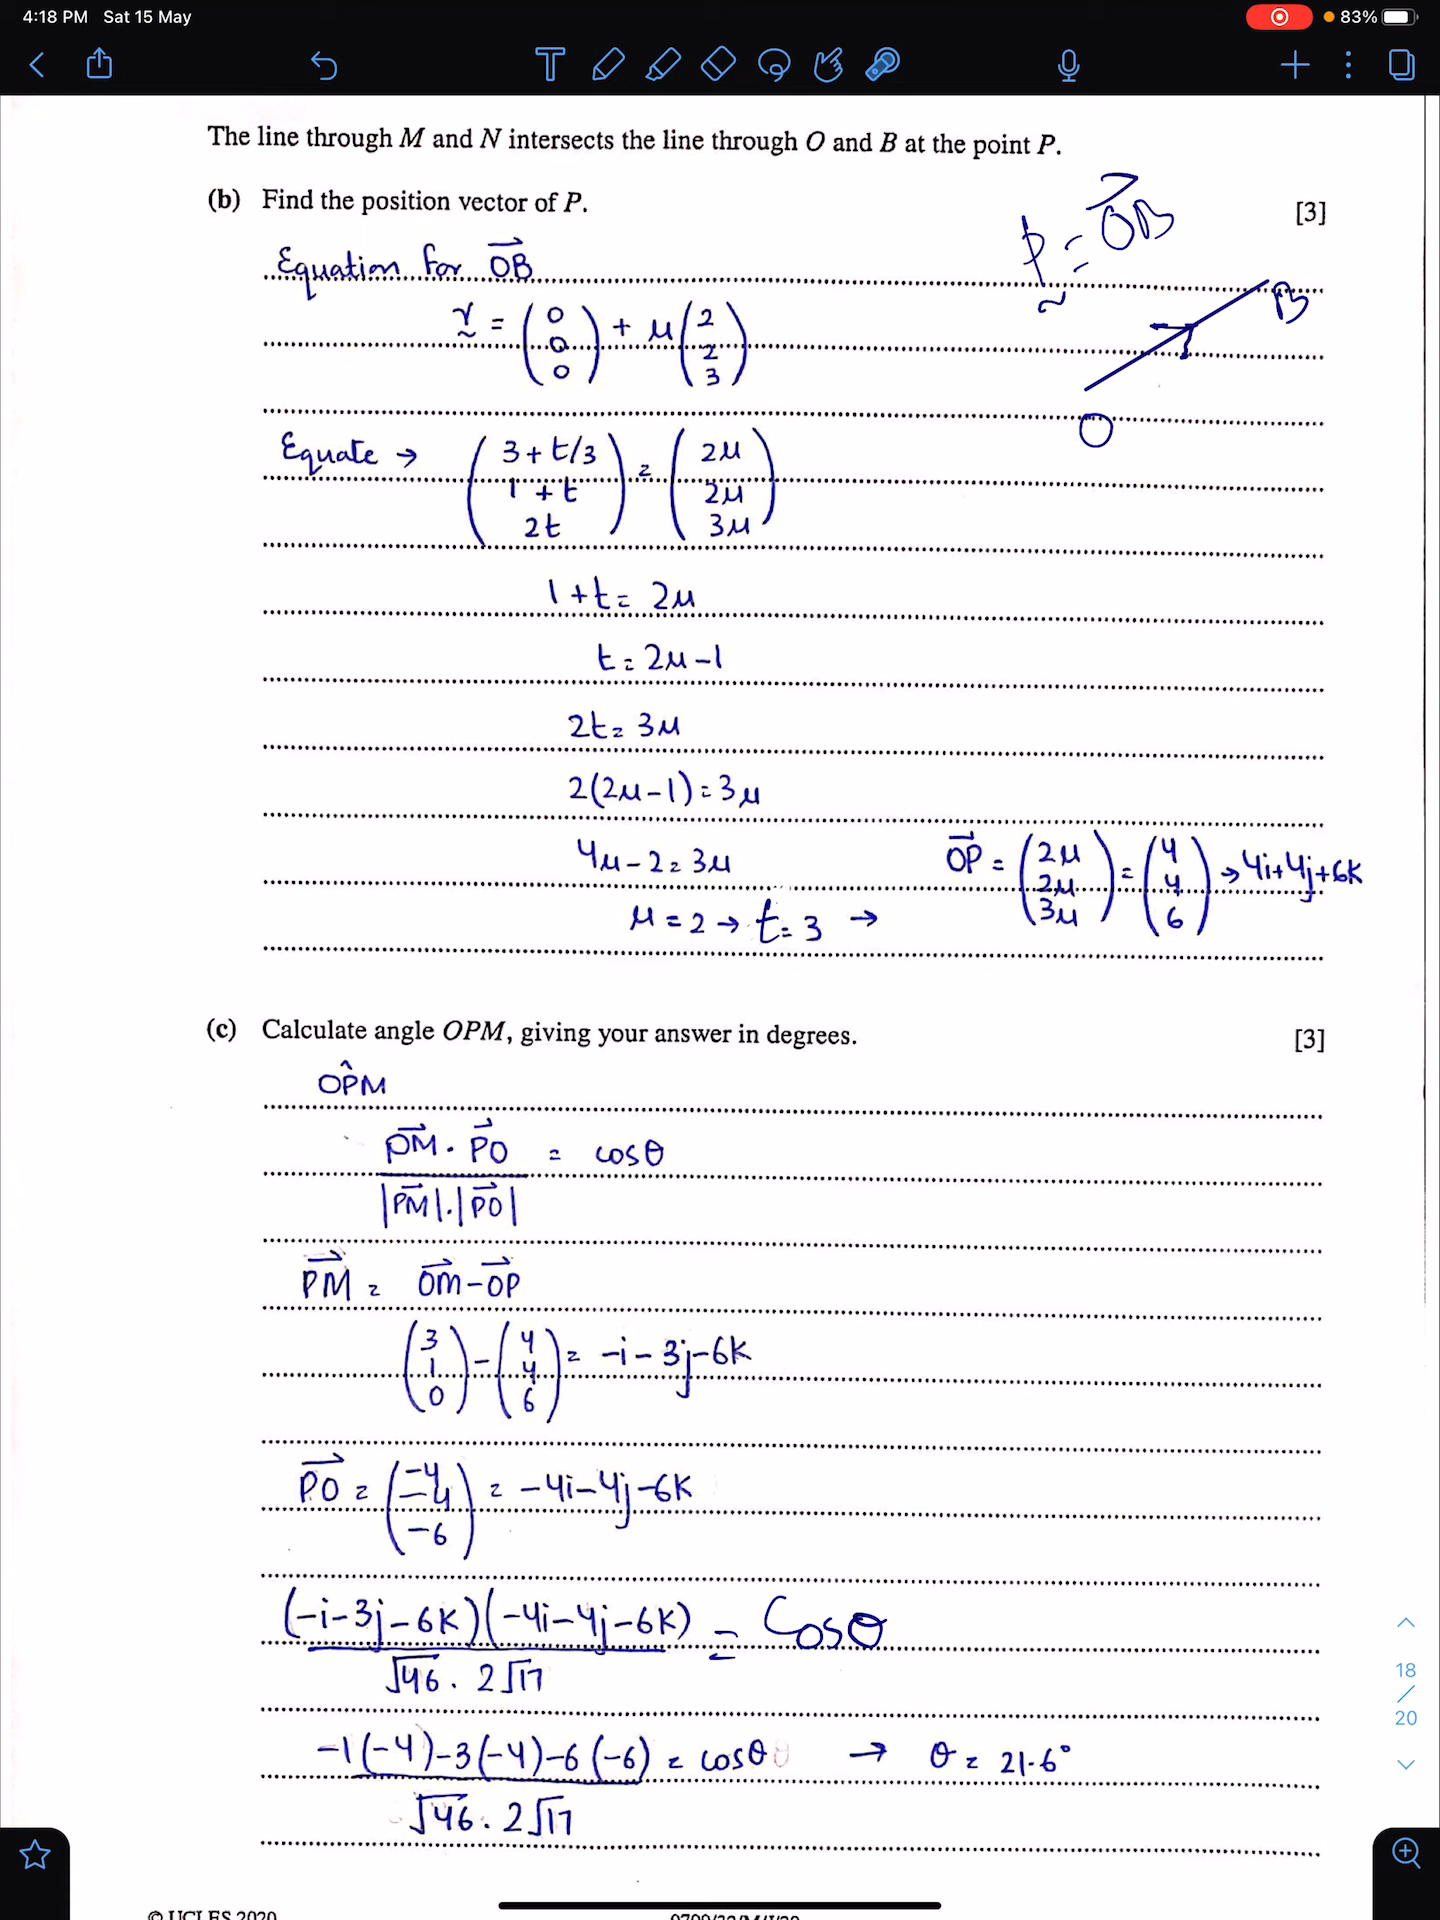 4:18 PM Sat 15 May
83%
The line through M and N intersects the line through O and B at the point P.
(b) Find the position vector of P. [3]
p = →OB
Equation for →OB
r = (0 0 0) + μ(2 2 3)
B
O
Equate → (3+t/3 1+t 2t) = (2μ 2μ 3μ)
1+t = 2μ
t = 2μ-1
2t = 3μ
2(2μ-1) = 3μ
4μ-2 = 3μ
→OP = (2μ 2μ 3μ) = (4 4 6) → 4i+4j+6k
μ = 2 → t = 3 →
(c) Calculate angle OPM, giving your answer in degrees. [3]
OP̂M
→PM . →PO = cosθ
|→PM|.|→PO|
→PM = →OM-→OP
(3 1 0) - (4 4 6) = -i-3j-6k
→PO = (-4 -4 -6) = -4i-4j-6k
(-i-3j-6k)(-4i-4j-6k) = Cosθ
√46 . 2√17
-1(-4)-3(-4)-6(-6) = cosθ → θ = 21.6°
√46 . 2√17
18
/
20
© UCLES 2020
9709/32/M/J/20